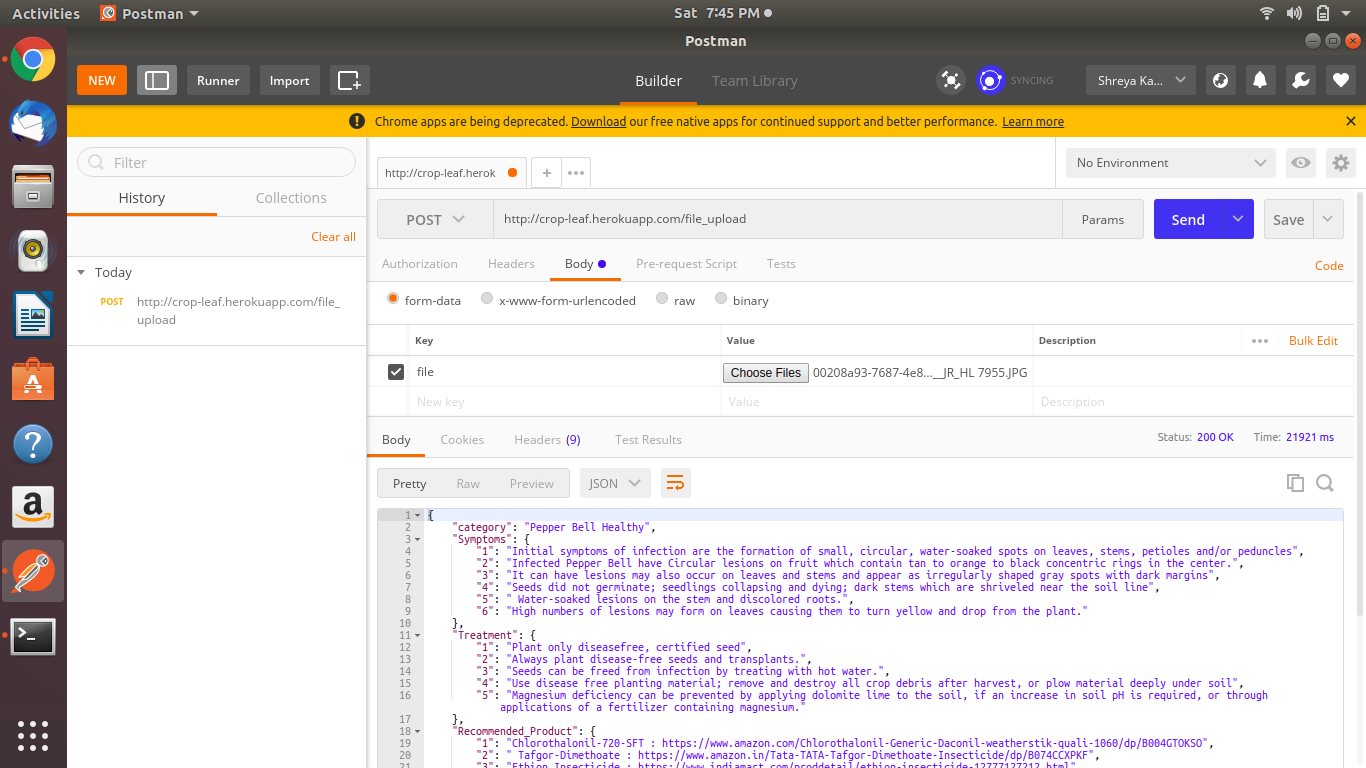 Activities Postman Sat 7:45 PM
Postman
NEW Runner Import Builder Team Library SYNCING Shreya Ka...
Chrome apps are being deprecated. Download our free native apps for continued support and better performance. Learn more
Filter
History Collections
Clear all
Today
POST http://crop-leaf.herokuapp.com/file_
upload
http://crop-leaf.herok + ••• No Environment
POST http://crop-leaf.herokuapp.com/file_upload Params Send Save
Authorization Headers Body Pre-request Script Tests Code
form-data x-www-form-urlencoded raw binary
Key Value Description ••• Bulk Edit
file Choose Files 00208a93-7687-4e8...__JR_HL 7955.JPG
New key Value Description
Body Cookies Headers (9) Test Results Status: 200 OK Time: 21921 ms
Pretty Raw Preview JSON
1 {
2 "category": "Pepper Bell Healthy",
3 "Symptoms": {
4 "1": "Initial symptoms of infection are the formation of small, circular, water-soaked spots on leaves, stems, petioles and/or peduncles",
5 "2": "Infected Pepper Bell have Circular lesions on fruit which contain tan to orange to black concentric rings in the center.",
6 "3": "It can have lesions may also occur on leaves and stems and appear as irregularly shaped gray spots with dark margins",
7 "4": "Seeds did not germinate; seedlings collapsing and dying; dark stems which are shriveled near the soil line",
8 "5": " Water-soaked lesions on the stem and discolored roots.",
9 "6": "High numbers of lesions may form on leaves causing them to turn yellow and drop from the plant."
10 },
11 "Treatment": {
12 "1": "Plant only diseasefree, certified seed",
13 "2": "Always plant disease-free seeds and transplants.",
14 "3": "Seeds can be freed from infection by treating with hot water.",
15 "4": "Use disease free planting material; remove and destroy all crop debris after harvest, or plow material deeply under soil",
16 "5": "Magnesium deficiency can be prevented by applying dolomite lime to the soil, if an increase in soil pH is required, or through
applications of a fertilizer containing magnesium."
17 },
18 "Recommended_Product": {
19 "1": "Chlorothalonil-720-SFT : https://www.amazon.com/Chlorothalonil-Generic-Daconil-weatherstik-quali-1060/dp/B004GTOKSO",
20 "2": " Tafgor-Dimethoate : https://www.amazon.in/Tata-TATA-Tafgor-Dimethoate-Insecticide/dp/B074CCXPKF",
21 "3": "Ethion Insecticide : https://www.indiamart.com/proddetail/ethion-insecticide-12777127212.html",